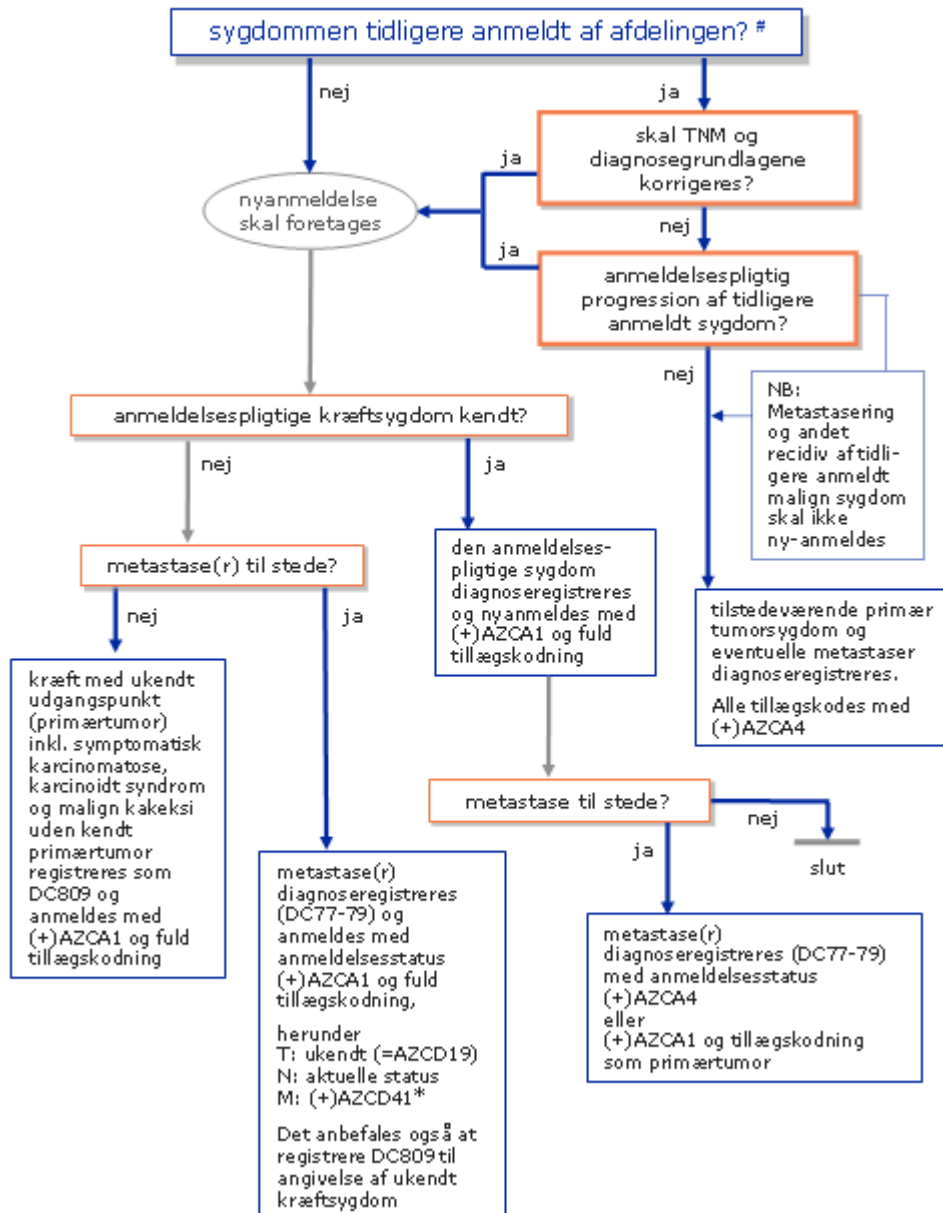 sygdommen tidligere anmeldt af afdelingen? #
nej
ja
skal TNM og
diagnosegrundlagene
korrigeres?
ja
nyanmeldelse
skal foretages
nej
ja
anmeldelsespligtig
progression af tidligere
anmeldt sygdom?
nej
NB:
Metastasering
og andet
recidiv af tidli-
gere anmeldt
malign sygdom
skal ikke
ny-anmeldes
anmeldelsespligtige kræftsygdom kendt?
nej
ja
metastase(r) til stede?
den anmeldelses-
pligtige sygdom
diagnoseregistreres
og nyanmeldes med
(+)AZCA1 og fuld
tillægskodning
tilstedeværende primær
tumorsygdom og
eventuelle metastaser
diagnoseregistreres.
Alle tillægskodes med
(+)AZCA4
nej
ja
kræft med ukendt
udgangspunkt
(primærtumor)
inkl. symptomatisk
karcinomatose,
karcinoidt syndrom
og malign kakeksi
uden kendt
primærtumor
registreres som
DC809 og
anmeldes med
(+)AZCA1 og fuld
tillægskodning
metastase til stede?
nej
ja
slut
metastase(r)
diagnoseregistreres
(DC77-79) og
anmeldes med
anmeldelsesstatus
(+)AZCA1 og fuld
tillægskodning,
herunder
T: ukendt (=AZCD19)
N: aktuelle status
M: (+)AZCD41*
Det anbefales også at
registrere DC809 til
angivelse af ukendt
kræftsygdom
metastase(r)
diagnoseregistreres (DC77-79)
med anmeldelsesstatus
(+)AZCA4
eller
(+)AZCA1 og tillægskodning
som primærtumor